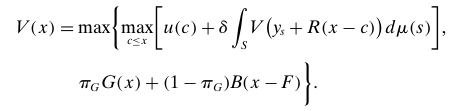 V(x) = max{max_{c≤x}[u(c) + δ∫_S V(y_s + R(x − c)) dμ(s)],
π_G G(x) + (1 − π_G)B(x − F)}.